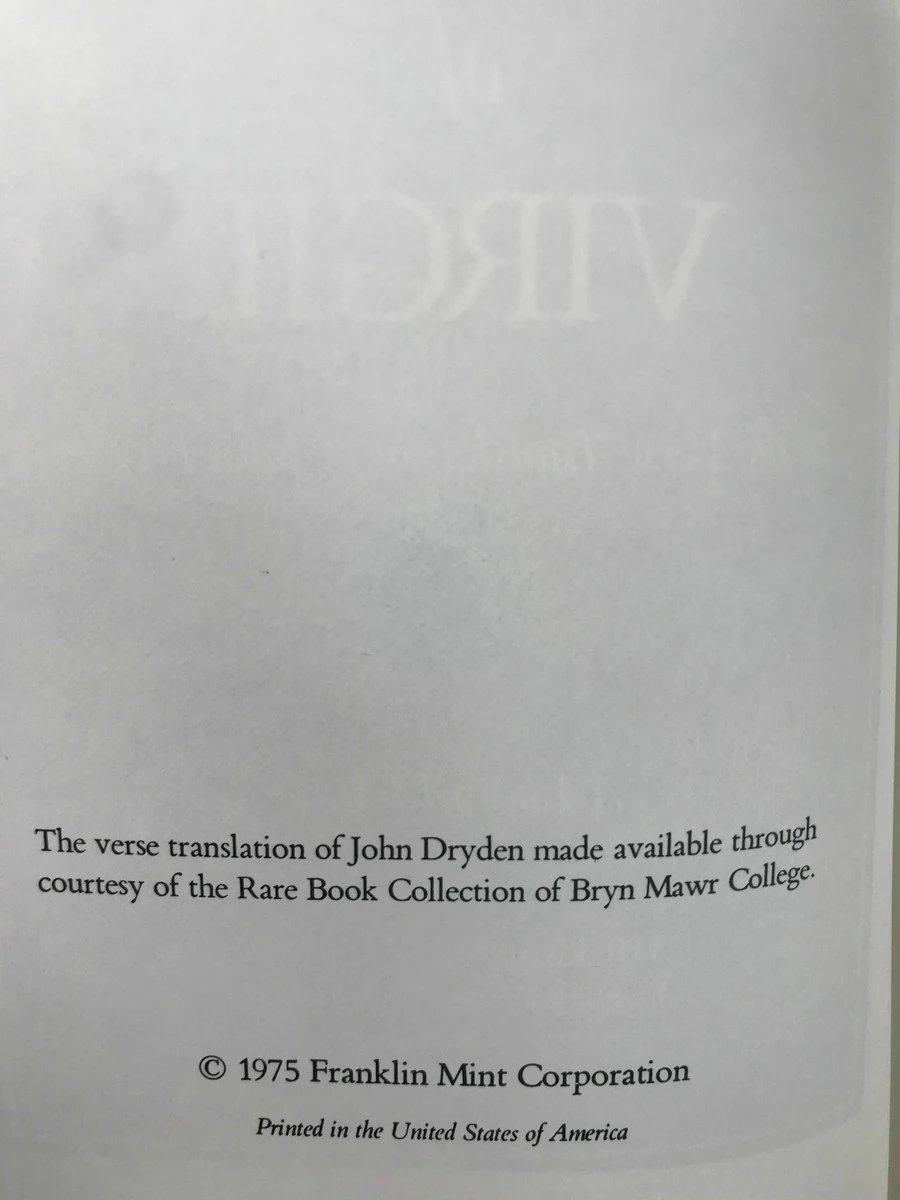 VIRGIL
The verse translation of John Dryden made available through
courtesy of the Rare Book Collection of Bryn Mawr College.
© 1975 Franklin Mint Corporation
Printed in the United States of America